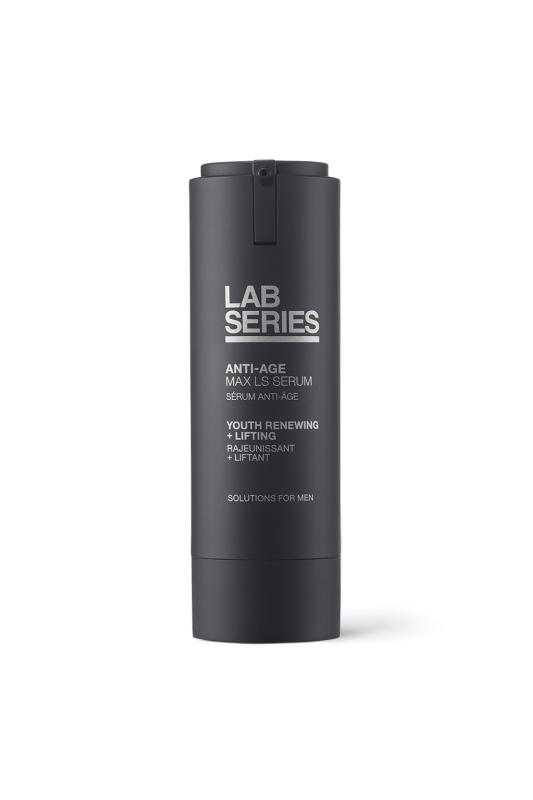 LAB
SERIES
ANTI-AGE
MAX LS SERUM
SÉRUM ANTI-ÂGE
YOUTH RENEWING
+ LIFTING
RAJEUNISSANT
+ LIFTANT
SOLUTIONS FOR MEN